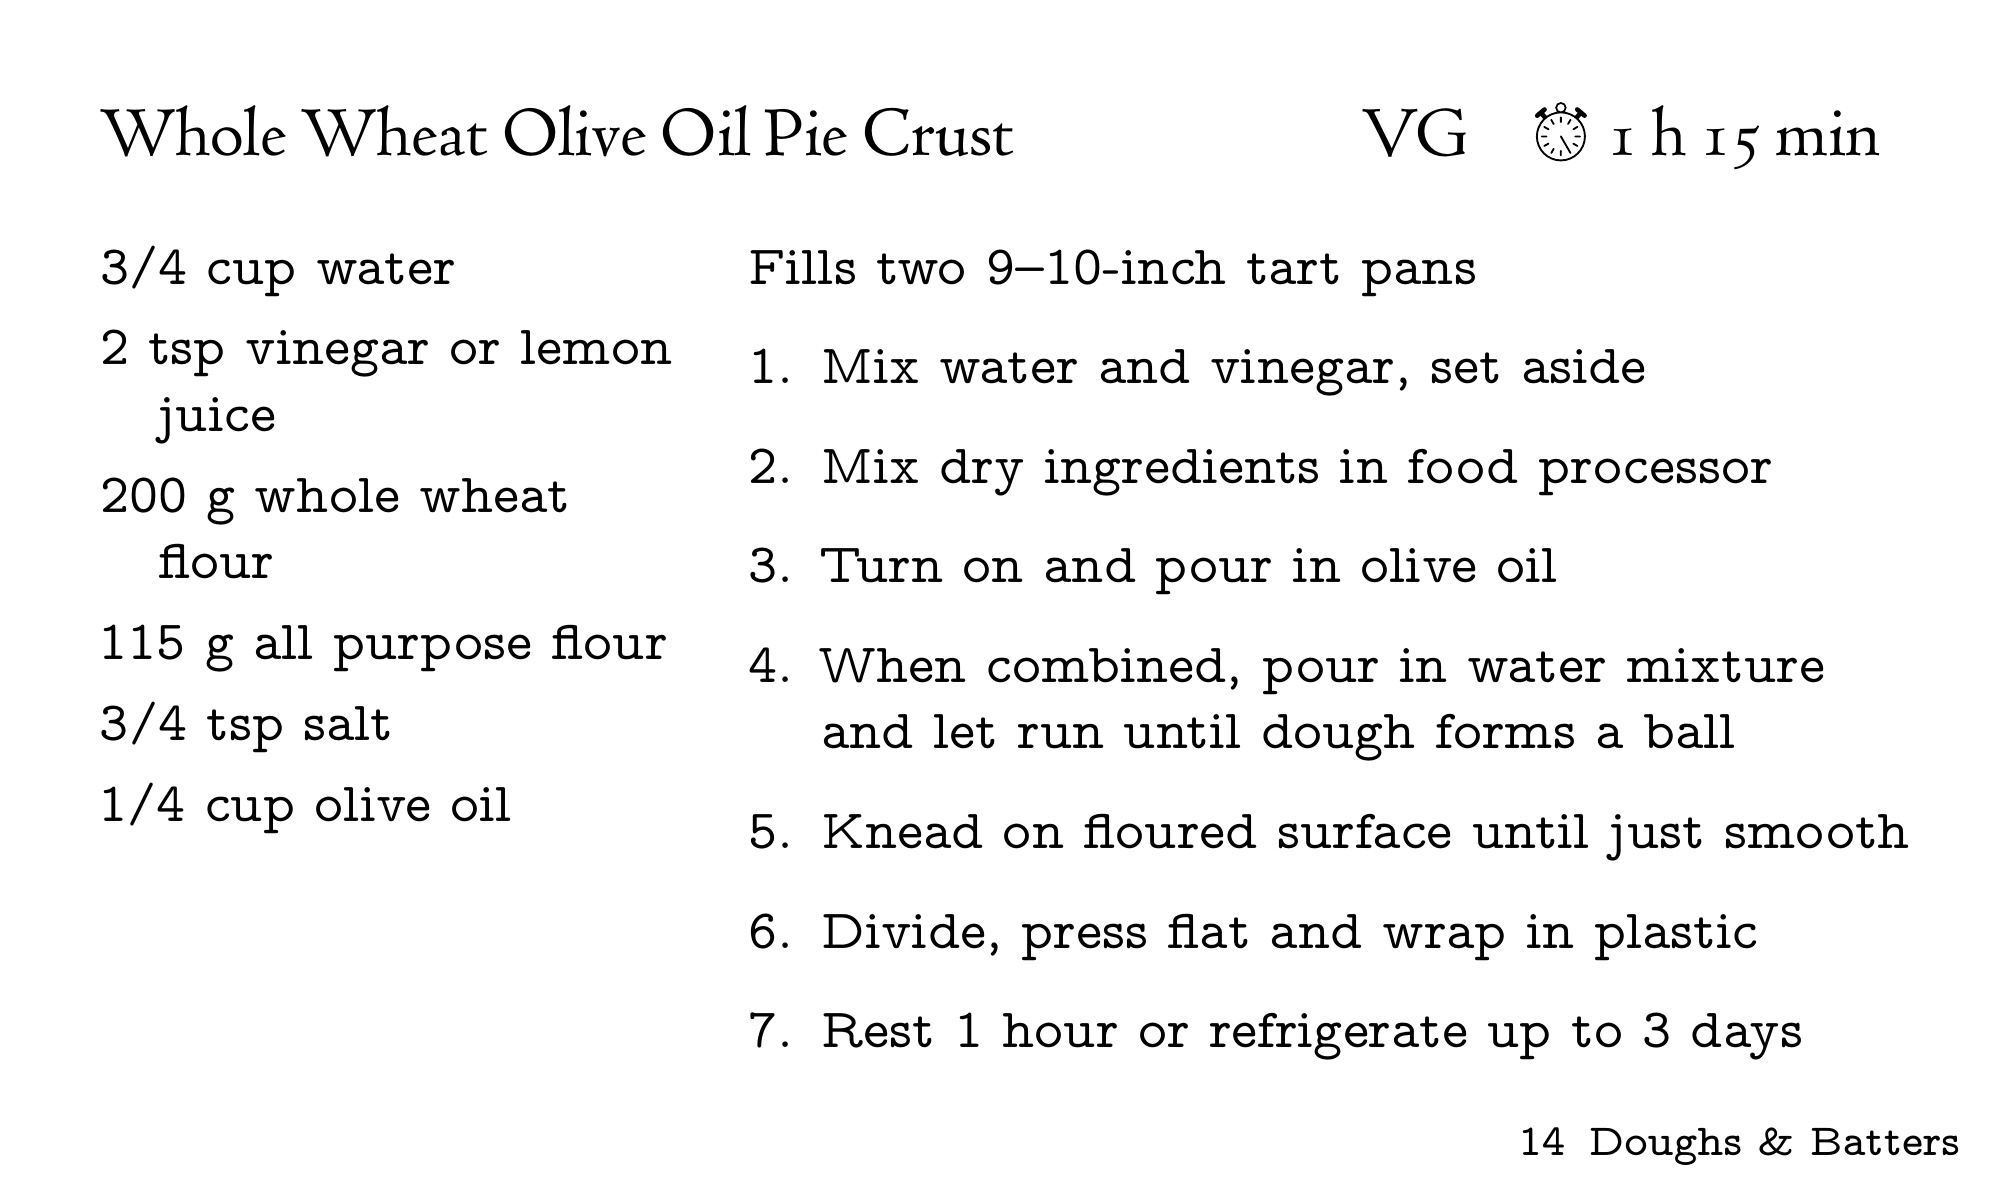 Whole Wheat Olive Oil Pie Crust VG ⏱ 1 h 15 min
3/4 cup water
2 tsp vinegar or lemon
juice
200 g whole wheat
flour
115 g all purpose flour
3/4 tsp salt
1/4 cup olive oil
Fills two 9–10-inch tart pans
1. Mix water and vinegar, set aside
2. Mix dry ingredients in food processor
3. Turn on and pour in olive oil
4. When combined, pour in water mixture
and let run until dough forms a ball
5. Knead on floured surface until just smooth
6. Divide, press flat and wrap in plastic
7. Rest 1 hour or refrigerate up to 3 days
14 Doughs & Batters